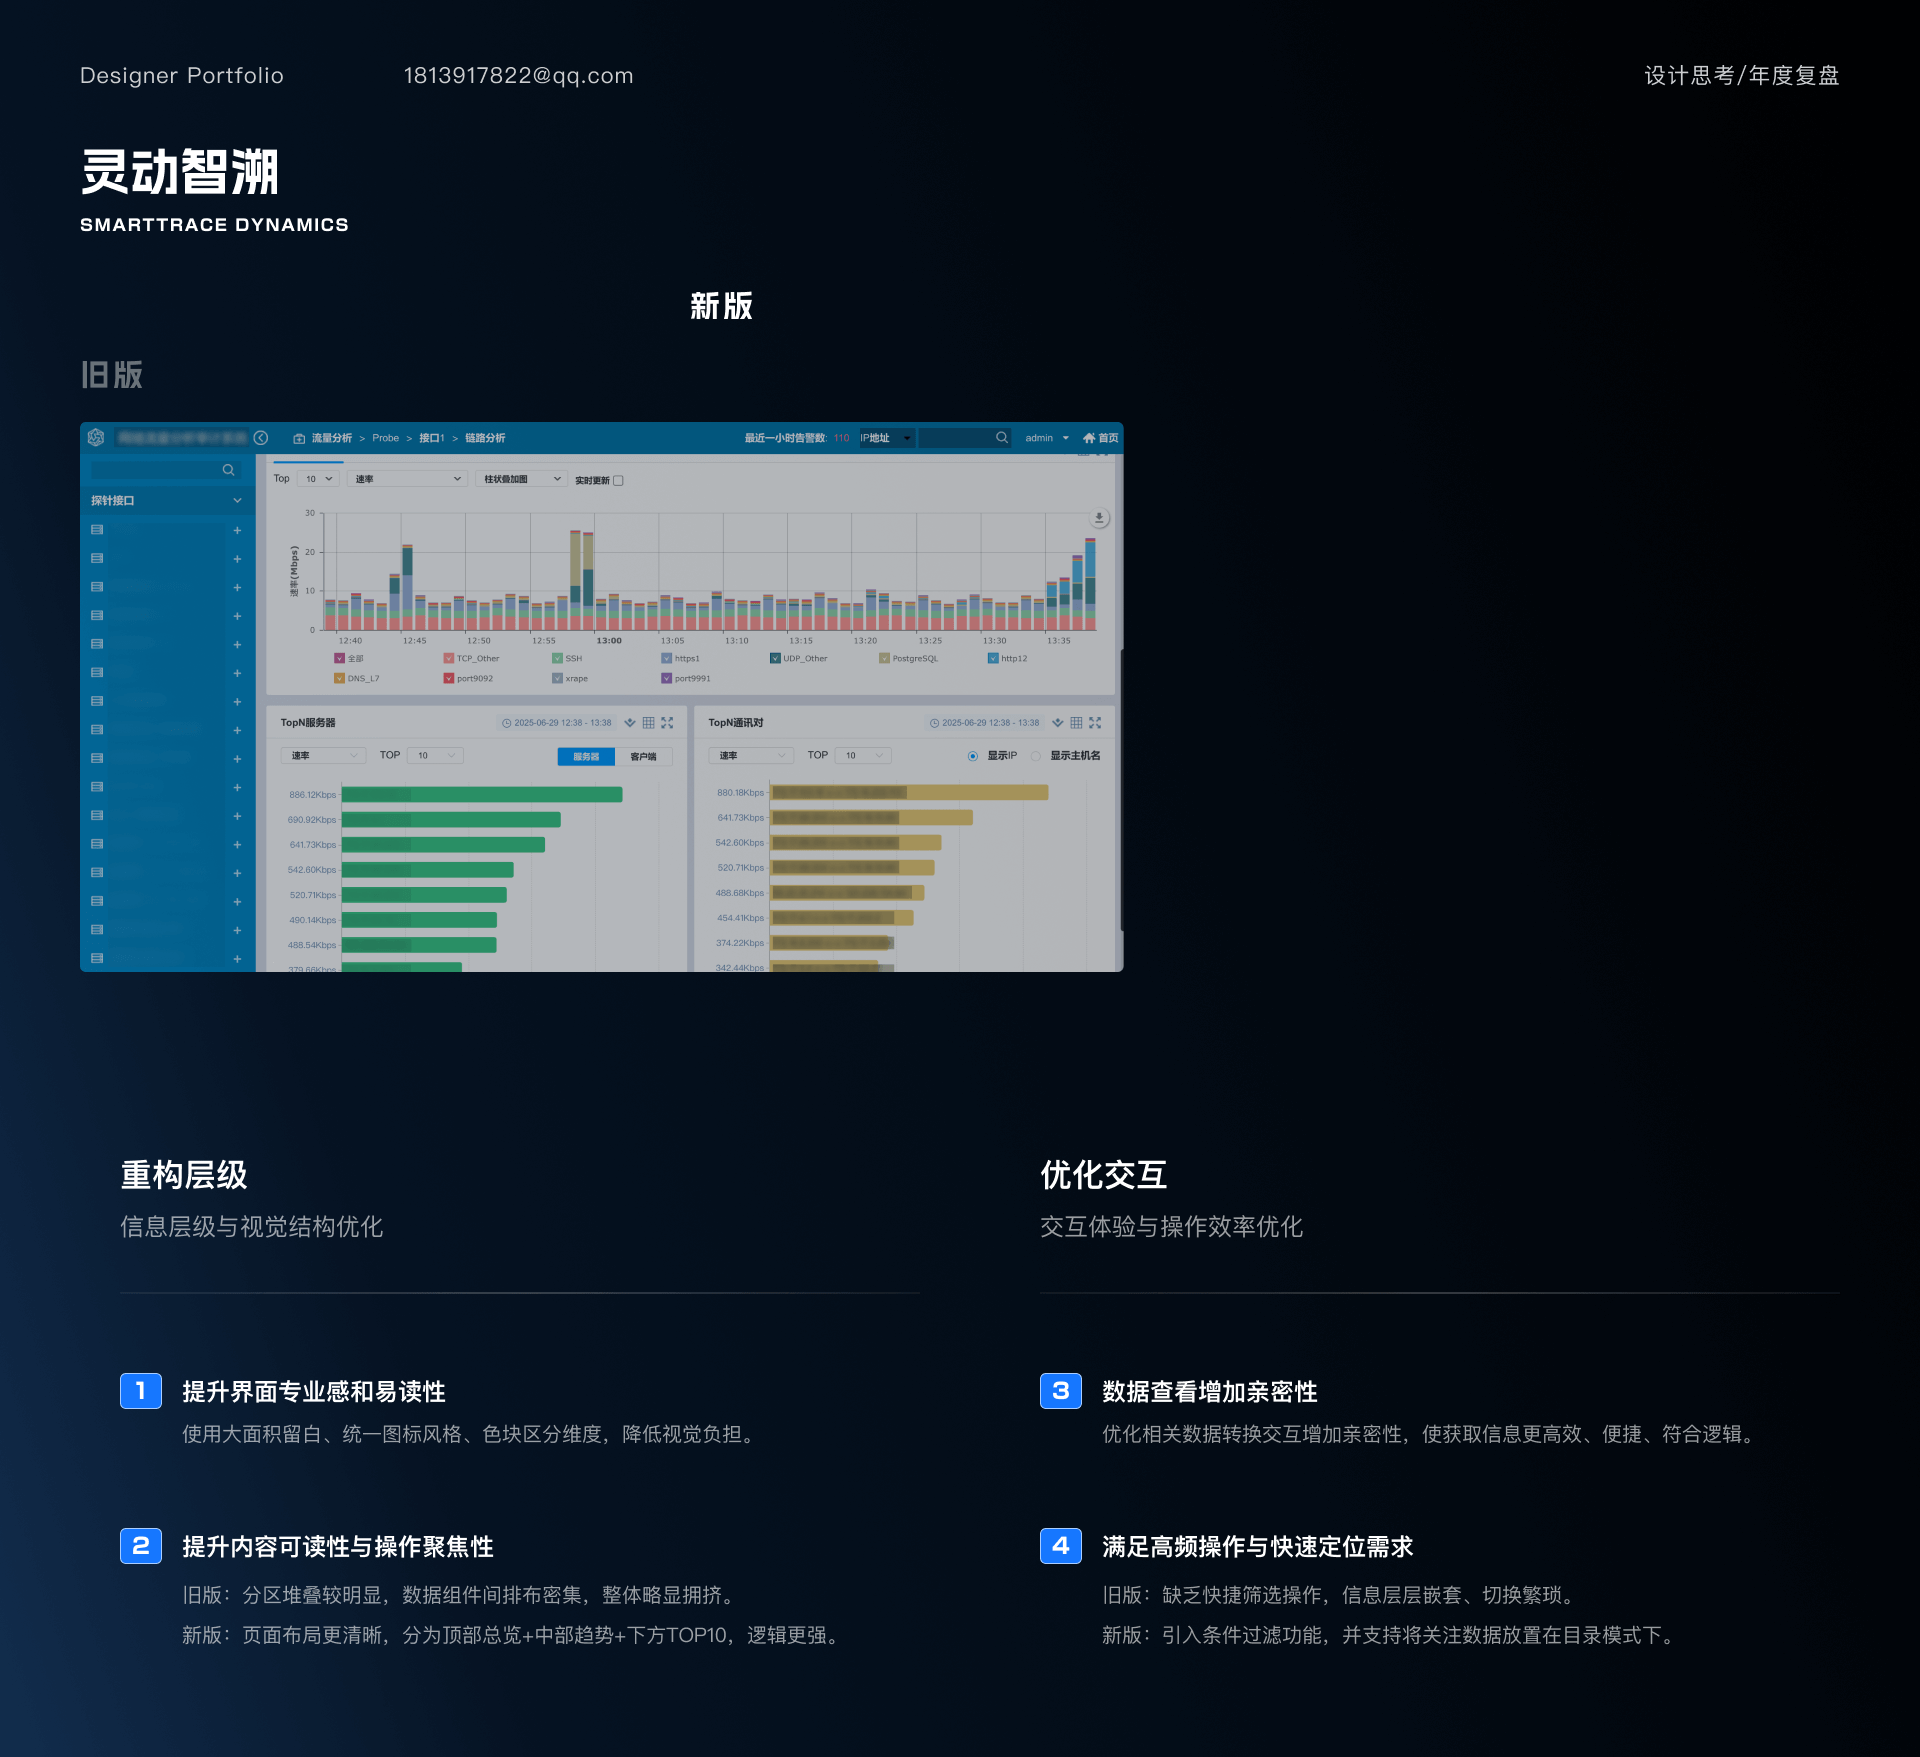 Designer Portfolio
1813917822@qq.com
设计思考/年度复盘
灵动智溯
SMARTTRACE DYNAMICS
新版
旧版
流量分析 > Probe > 接口1 > 链路分析
最近一小时告警数: 110
IP地址
admin
首页
探针接口
Top 10 速率 柱状叠加图 实时更新
速率(Mbps)
30
20
10
0
12:40 12:45 12:50 12:55 13:00 13:05 13:10 13:15 13:20 13:25 13:30 13:35
全部 TCP_Other SSH https1 UDP_Other PostgreSQL http12
DNS_L7 port9092 xrape port9991
TopN服务器
2025-06-29 12:38 - 13:38
速率 TOP 10 服务器 客户端
886.12Kbps
690.92Kbps
641.73Kbps
542.60Kbps
520.71Kbps
490.14Kbps
488.54Kbps
379.66Kbps
TopN通讯对
2025-06-29 12:38 - 13:38
速率 TOP 10 显示IP 显示主机名
880.18Kbps
641.73Kbps
542.60Kbps
520.71Kbps
488.68Kbps
454.41Kbps
374.22Kbps
342.44Kbps
重构层级
信息层级与视觉结构优化
1 提升界面专业感和易读性
使用大面积留白、统一图标风格、色块区分维度，降低视觉负担。
2 提升内容可读性与操作聚焦性
旧版：分区堆叠较明显，数据组件间排布密集，整体略显拥挤。
新版：页面布局更清晰，分为顶部总览+中部趋势+下方TOP10，逻辑更强。
优化交互
交互体验与操作效率优化
3 数据查看增加亲密性
优化相关数据转换交互增加亲密性，使获取信息更高效、便捷、符合逻辑。
4 满足高频操作与快速定位需求
旧版：缺乏快捷筛选操作，信息层层嵌套、切换繁琐。
新版：引入条件过滤功能，并支持将关注数据放置在目录模式下。